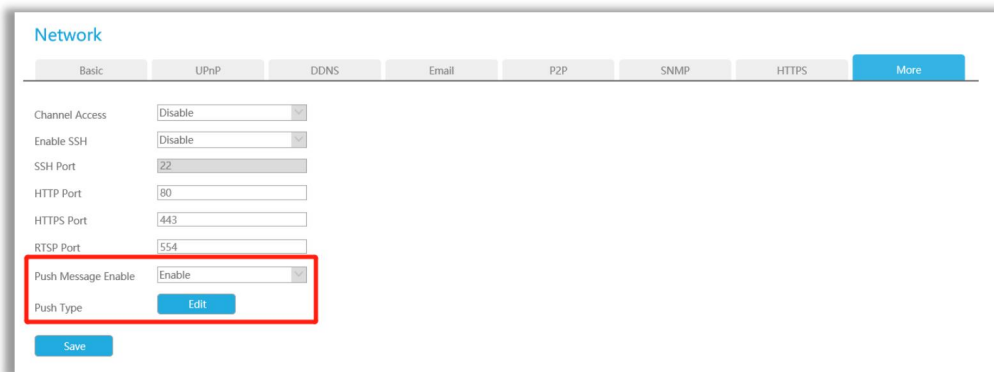 Network
Basic UPnP DDNS Email P2P SNMP HTTPS More
Channel Access Disable
Enable SSH Disable
SSH Port 22
HTTP Port 80
HTTPS Port 443
RTSP Port 554
Push Message Enable Enable
Push Type Edit
Save